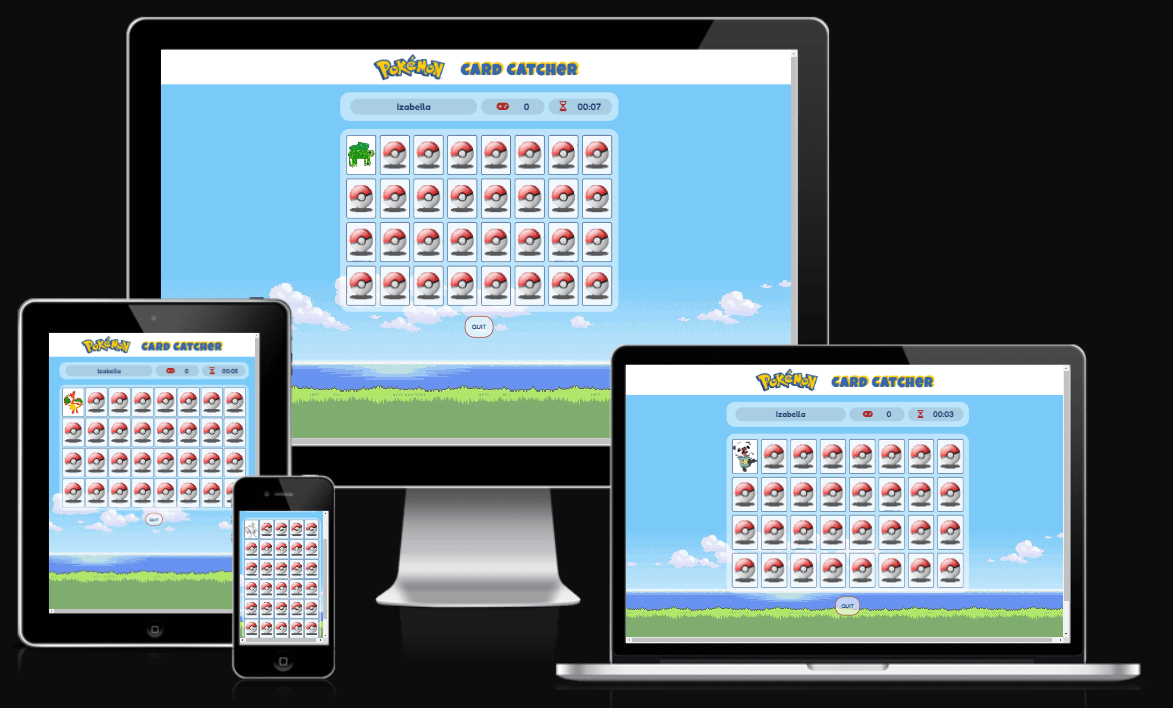 Pokémon CARD CATCHER
Izabella 0 00:07
QUIT
Pokémon CARD CATCHER
Izabella 0 00:05
QUIT
Pokémon CARD CATCHER
Izabella 0 00:03
QUIT